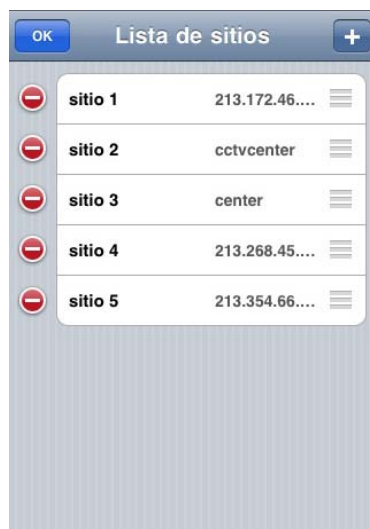 OK Lista de sitios +
sitio 1 213.172.46....
sitio 2 cctvcenter
sitio 3 center
sitio 4 213.268.45....
sitio 5 213.354.66....